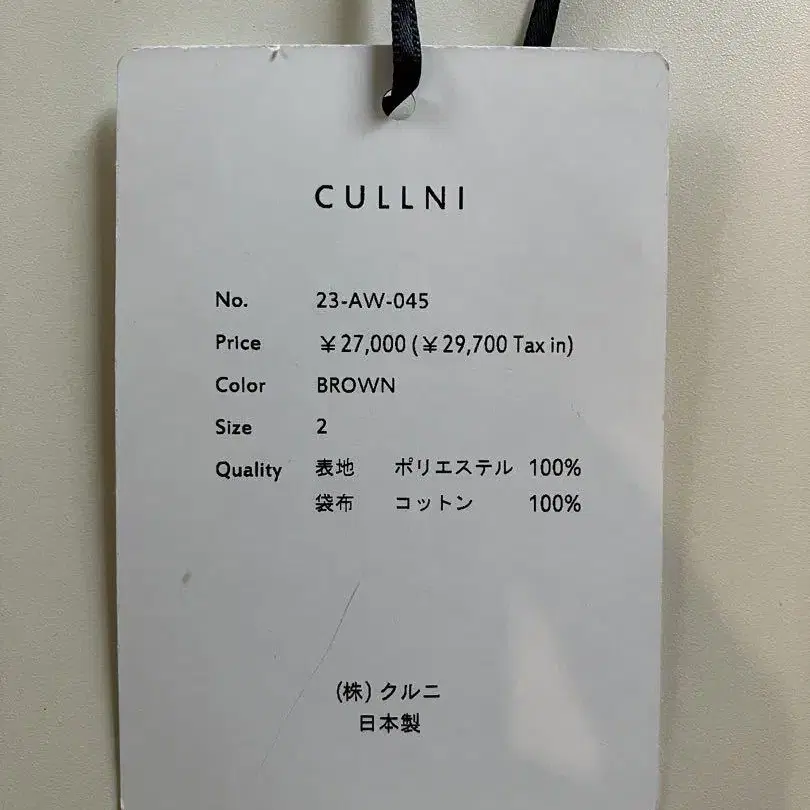 CULLNI
No. 23-AW-045
Price ￥27,000 (￥29,700 Tax in)
Color BROWN
Size 2
Quality 表地 ポリエステル 100%
袋布 コットン 100%
(株) クルニ
日本製